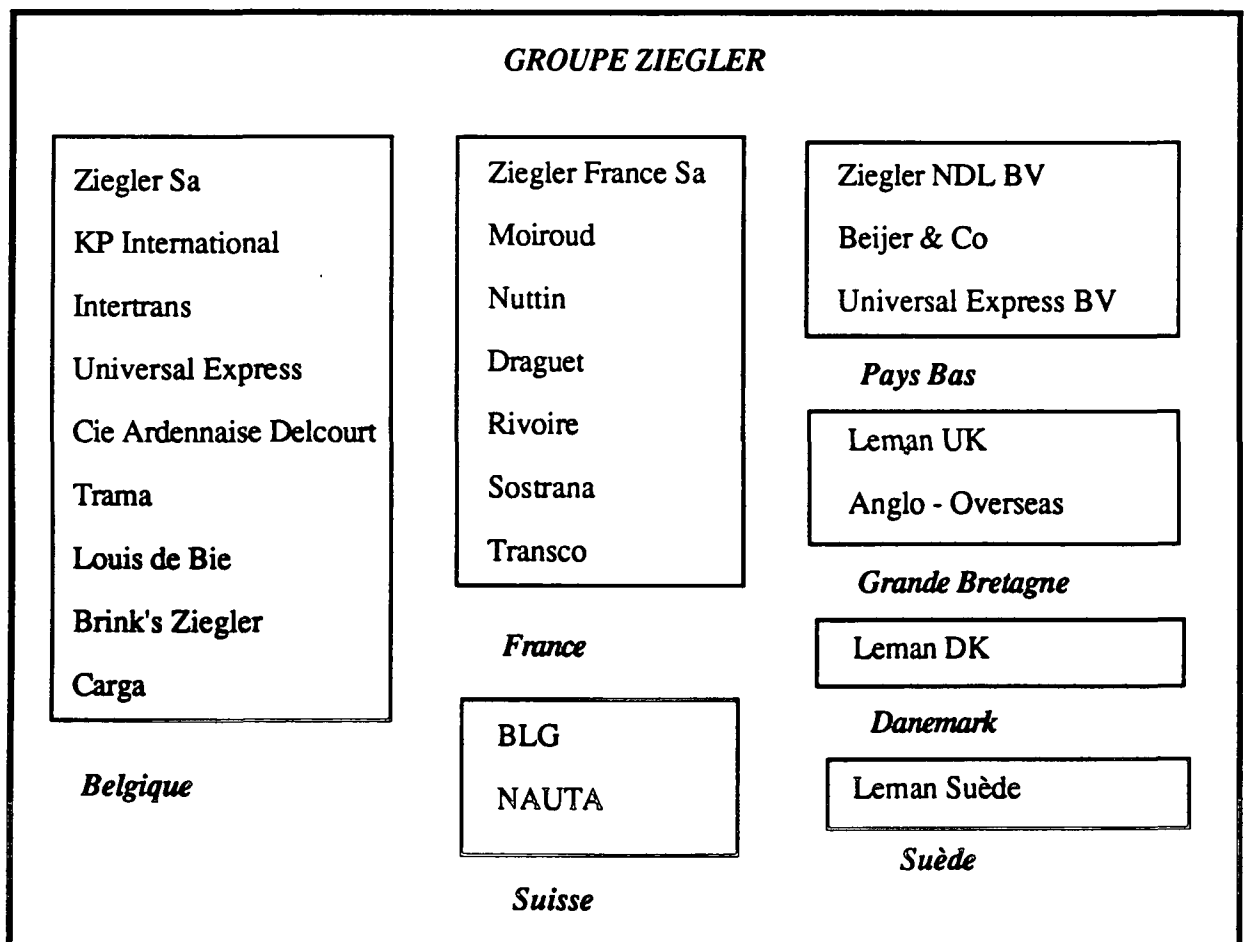 GROUPE ZIEGLER
Ziegler Sa
KP International
Intertrans
Universal Express
Cie Ardennaise Delcourt
Trama
Louis de Bie
Brink's Ziegler
Carga
Belgique
Ziegler France Sa
Moiroud
Nuttin
Draguet
Rivoire
Sostrana
Transco
France
BLG
NAUTA
Suisse
Ziegler NDL BV
Beijer & Co
Universal Express BV
Pays Bas
Leman UK
Anglo - Overseas
Grande Bretagne
Leman DK
Danemark
Leman Suède
Suède